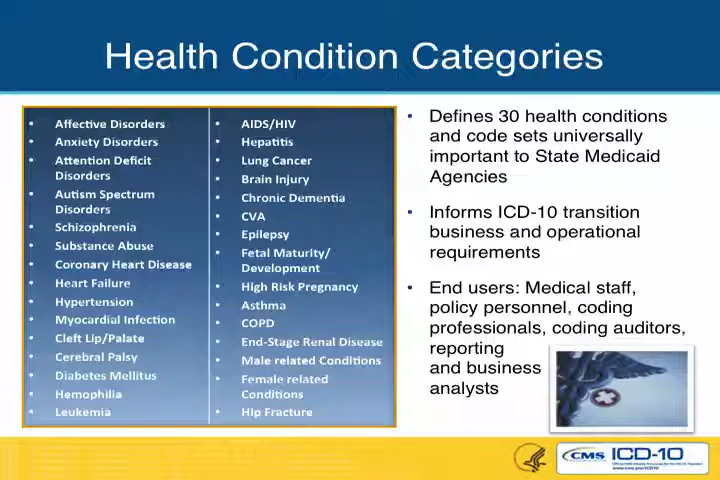 Health Condition Categories
• Affective Disorders
• Anxiety Disorders
• Attention Deficit
Disorders
• Autism Spectrum
Disorders
• Schizophrenia
• Substance Abuse
• Coronary Heart Disease
• Heart Failure
• Hypertension
• Myocardial Infection
• Cleft Lip/Palate
• Cerebral Palsy
• Diabetes Mellitus
• Hemophilia
• Leukemia
• AIDS/HIV
• Hepatitis
• Lung Cancer
• Brain Injury
• Chronic Dementia
• CVA
• Epilepsy
• Fetal Maturity/
Development
• High Risk Pregnancy
• Asthma
• COPD
• End-Stage Renal Disease
• Male related Conditions
• Female related
Conditions
• Hip Fracture
• Defines 30 health conditions
and code sets universally
important to State Medicaid
Agencies
• Informs ICD-10 transition
business and operational
requirements
• End users: Medical staff,
policy personnel, coding
professionals, coding auditors,
reporting
and business
analysts
CMS ICD-10
www.cms.gov/ICD10